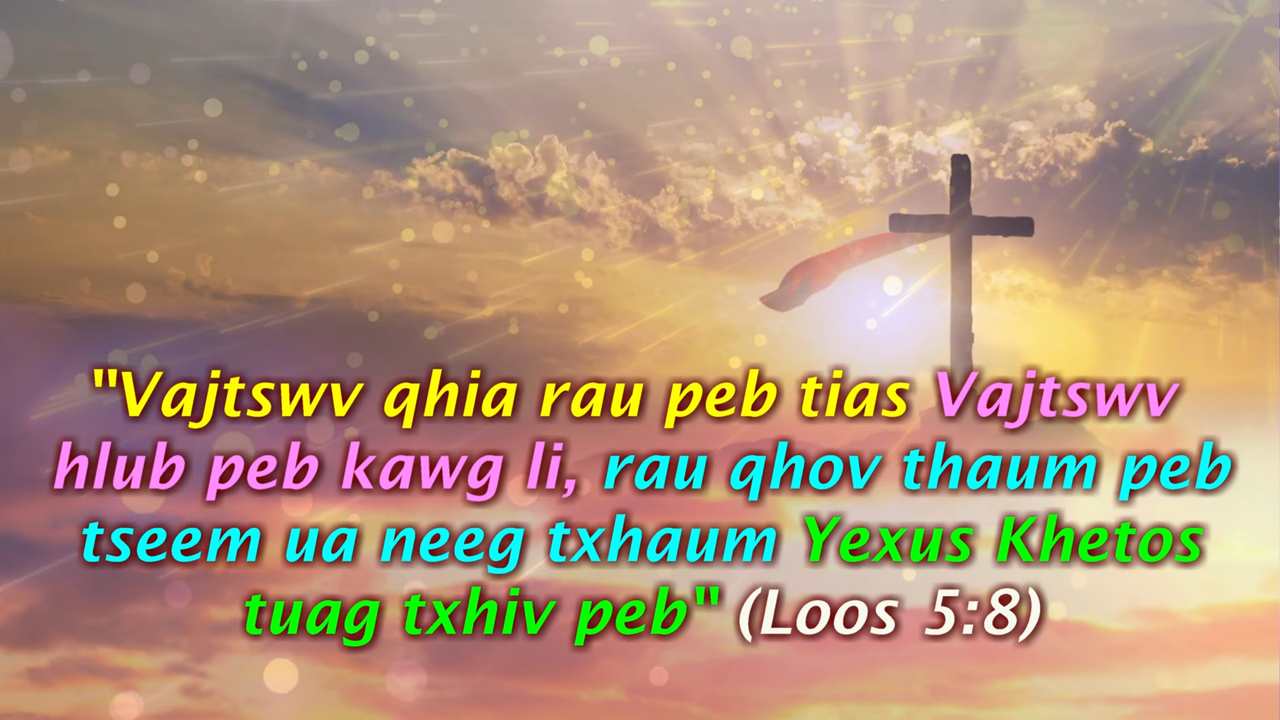 "Vajtswv qhia rau peb tias Vajtswv
hlub peb kawg li, rau qhov thaum peb
tseem ua neeg txhaum Yexus Khetos
tuag txhiv peb" (Loos 5:8)